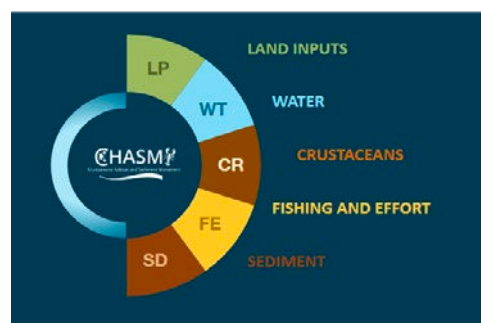 LP
LAND INPUTS
WT
WATER
CHASM
CR
CRUSTACEANS
FE
FISHING AND EFFORT
SD
SEDIMENT